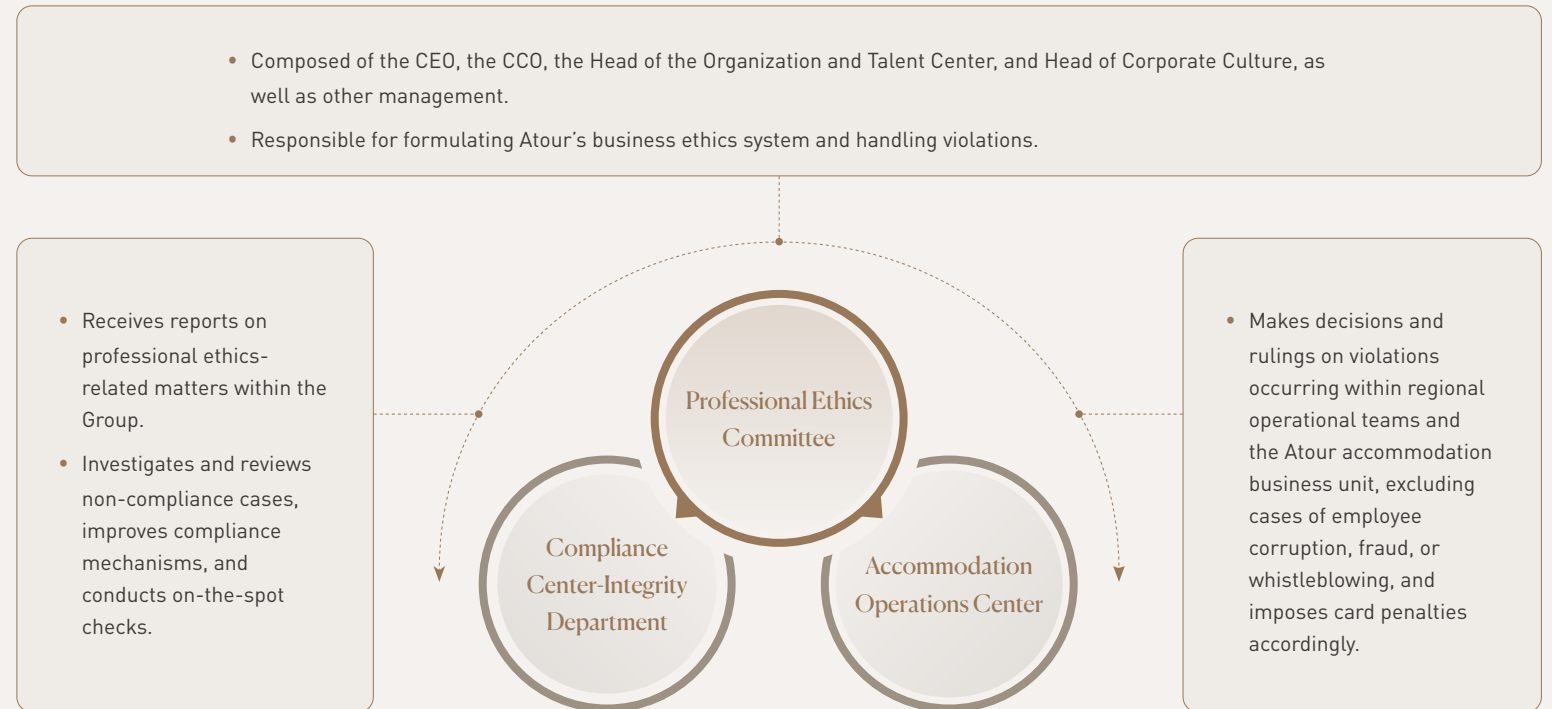 • Composed of the CEO, the CCO, the Head of the Organization and Talent Center, and Head of Corporate Culture, as
well as other management.
• Responsible for formulating Atour’s business ethics system and handling violations.
• Receives reports on
professional ethics-
related matters within the
Group.
• Investigates and reviews
non-compliance cases,
improves compliance
mechanisms, and
conducts on-the-spot
checks.
Professional Ethics
Committee
Compliance
Center-Integrity
Department
Accommodation
Operations Center
• Makes decisions and
rulings on violations
occurring within regional
operational teams and
the Atour accommodation
business unit, excluding
cases of employee
corruption, fraud, or
whistleblowing, and
imposes card penalties
accordingly.